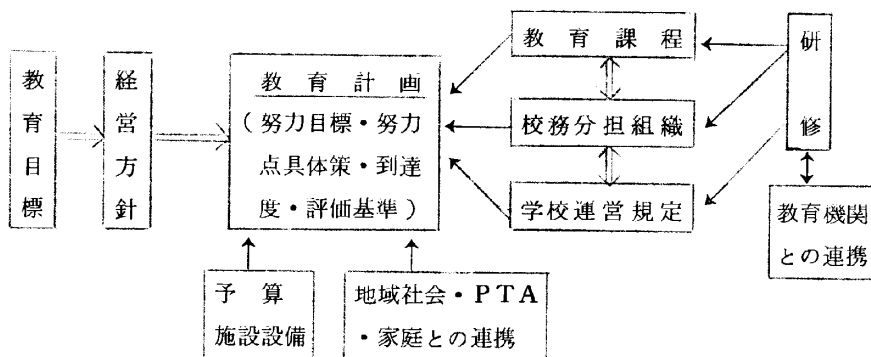 教育目標
経営方針
教育計画
(努力目標・努力
点具体策・到達
度・評価基準)
教育課程
校務分担組織
学校運営規定
研修
教育機関
との連携
予算
施設設備
地域社会・PTA
・家庭との連携